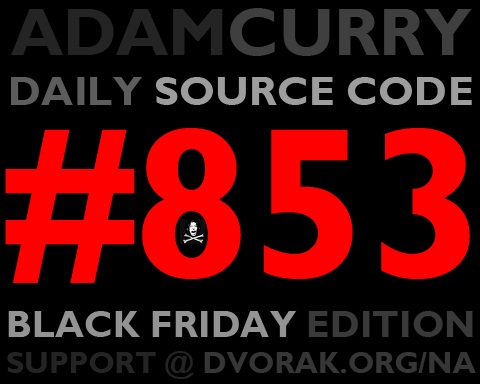 ADAMCURRY
DAILY SOURCE CODE
#853
BLACK FRIDAY EDITION
SUPPORT @ DVORAK.ORG/NA